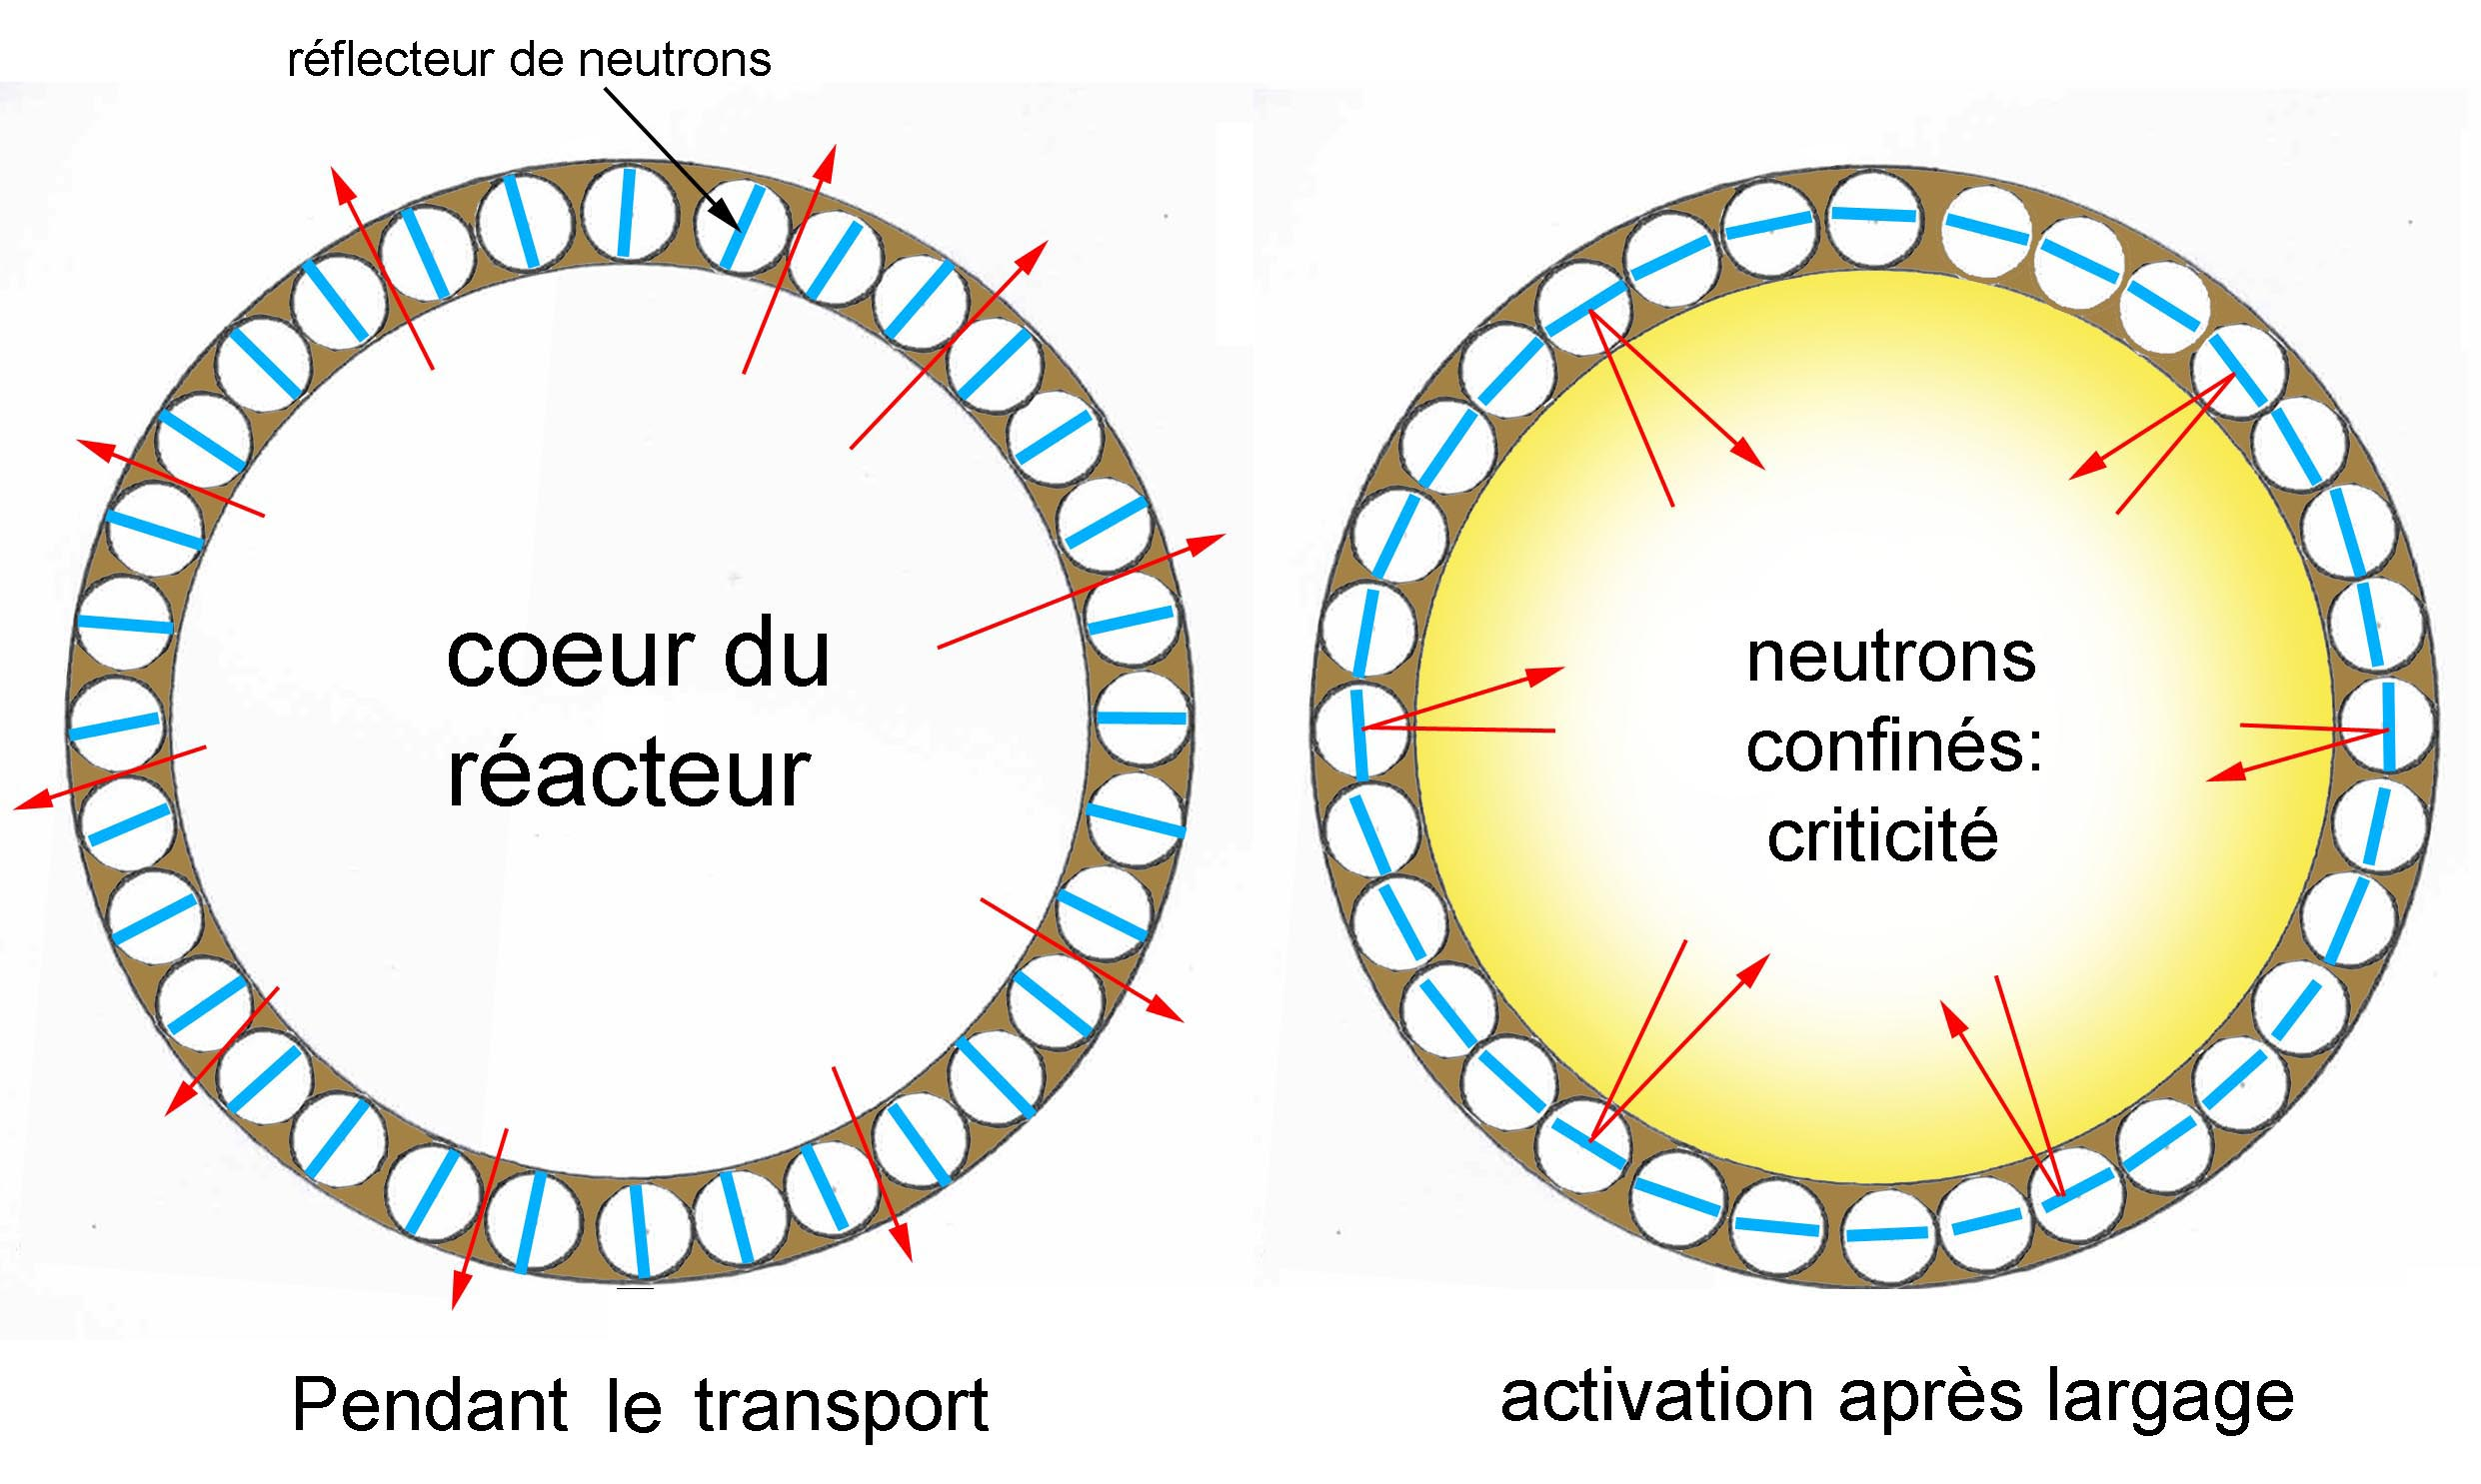 réflecteur de neutrons
coeur du
réacteur
neutrons
confinés:
criticité
Pendant le transport
activation après largage